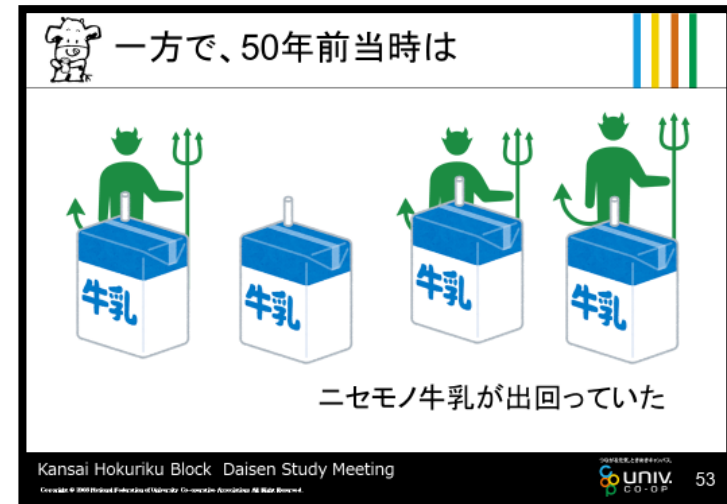 一方で、50年前当時は
牛乳
牛乳
牛乳
牛乳
ニセモノ牛乳が出回っていた
Kansai Hokuriku Block Daisen Study Meeting
UNIV.
CO-OP
53